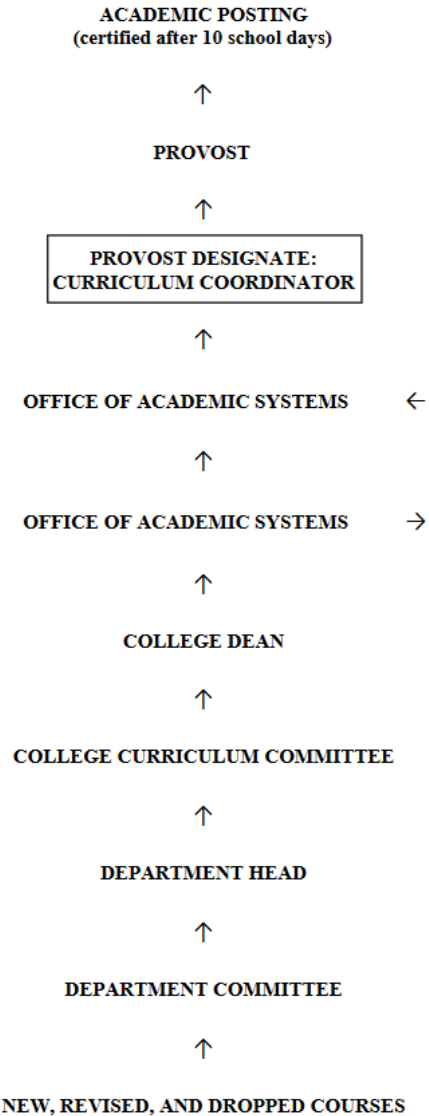 ACADEMIC POSTING
(certified after 10 school days)
↑
PROVOST
↑
PROVOST DESIGNATE:
CURRICULUM COORDINATOR
↑
OFFICE OF ACADEMIC SYSTEMS ←
↑
OFFICE OF ACADEMIC SYSTEMS →
↑
COLLEGE DEAN
↑
COLLEGE CURRICULUM COMMITTEE
↑
DEPARTMENT HEAD
↑
DEPARTMENT COMMITTEE
↑
NEW, REVISED, AND DROPPED COURSES